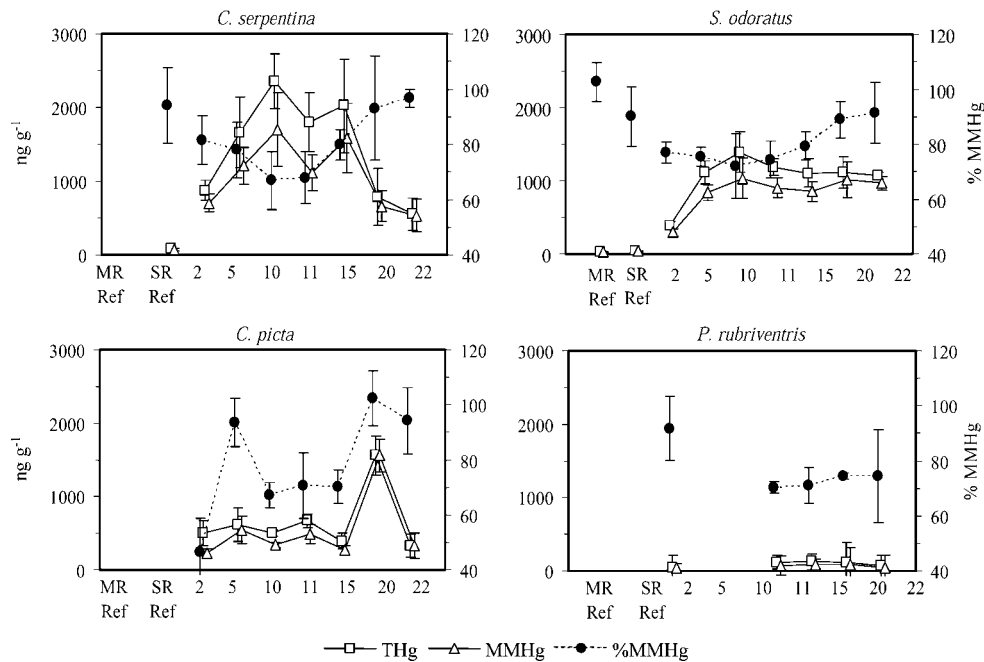 C. serpentina
S. odoratus
3000
2000
1000
0
ng g⁻¹
120
100
80
60
40
MR Ref
SR Ref
2 5 10 11 15 20 22
3000
2000
1000
0
120
100
80
60
40
% MMHg
MR Ref
SR Ref
2 5 10 11 15 20 22
C. picta
P. rubriventris
3000
2000
1000
0
ng g⁻¹
120
100
80
60
40
MR Ref
SR Ref
2 5 10 11 15 20 22
3000
2000
1000
0
120
100
80
60
40
% MMHg
MR Ref
SR Ref
2 10 11 15 20 22
THg MMHg %MMHg